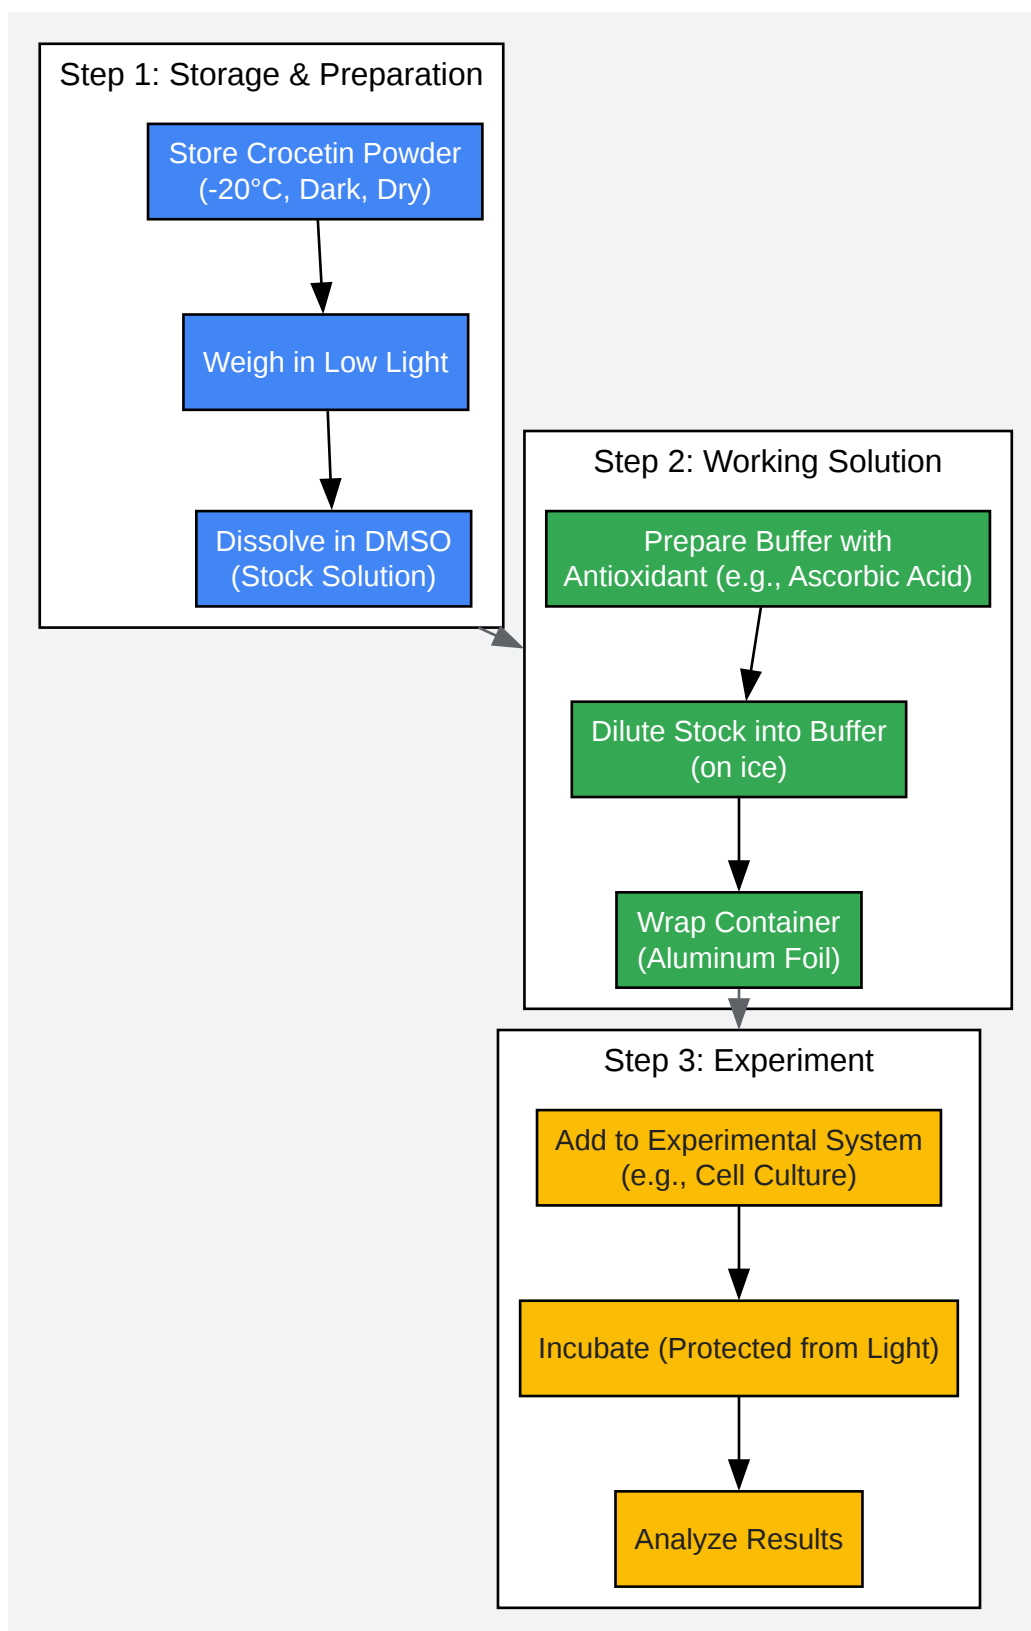 Step 1: Storage & Preparation
Store Crocetin Powder
(-20°C, Dark, Dry)
Weigh in Low Light
Dissolve in DMSO
(Stock Solution)
Step 2: Working Solution
Prepare Buffer with
Antioxidant (e.g., Ascorbic Acid)
Dilute Stock into Buffer
(on ice)
Wrap Container
(Aluminum Foil)
Step 3: Experiment
Add to Experimental System
(e.g., Cell Culture)
Incubate (Protected from Light)
Analyze Results